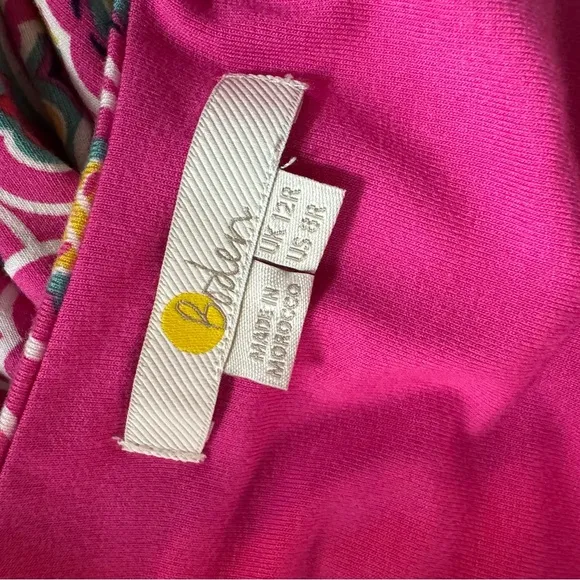 Boden
UK 12R
US 8R
MADE IN
MOROCCO